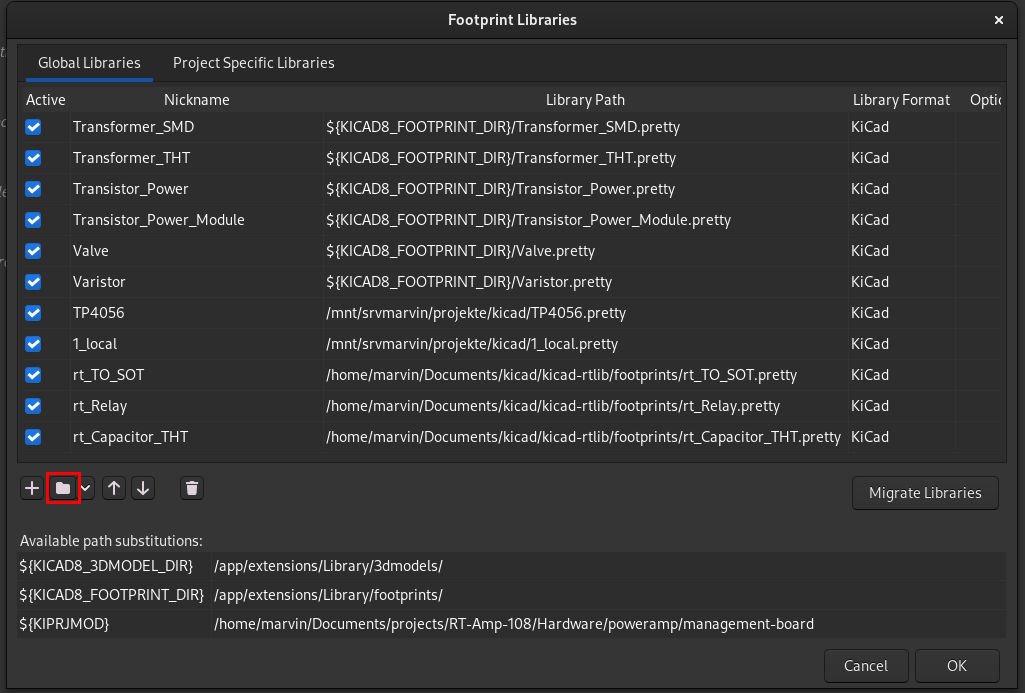 Footprint Libraries
Global Libraries Project Specific Libraries
Active Nickname Library Path Library Format Optic
Transformer_SMD ${KICAD8_FOOTPRINT_DIR}/Transformer_SMD.pretty KiCad
Transformer_THT ${KICAD8_FOOTPRINT_DIR}/Transformer_THT.pretty KiCad
Transistor_Power ${KICAD8_FOOTPRINT_DIR}/Transistor_Power.pretty KiCad
Transistor_Power_Module ${KICAD8_FOOTPRINT_DIR}/Transistor_Power_Module.pretty KiCad
Valve ${KICAD8_FOOTPRINT_DIR}/Valve.pretty KiCad
Varistor ${KICAD8_FOOTPRINT_DIR}/Varistor.pretty KiCad
TP4056 /mnt/srvmarvin/projekte/kicad/TP4056.pretty KiCad
1_local /mnt/srvmarvin/projekte/kicad/1_local.pretty KiCad
rt_TO_SOT /home/marvin/Documents/kicad/kicad-rtlib/footprints/rt_TO_SOT.pretty KiCad
rt_Relay /home/marvin/Documents/kicad/kicad-rtlib/footprints/rt_Relay.pretty KiCad
rt_Capacitor_THT /home/marvin/Documents/kicad/kicad-rtlib/footprints/rt_Capacitor_THT.pretty KiCad
Migrate Libraries
Available path substitutions:
${KICAD8_3DMODEL_DIR} /app/extensions/Library/3dmodels/
${KICAD8_FOOTPRINT_DIR} /app/extensions/Library/footprints/
${KIPRJMOD} /home/marvin/Documents/projects/RT-Amp-108/Hardware/poweramp/management-board
Cancel OK